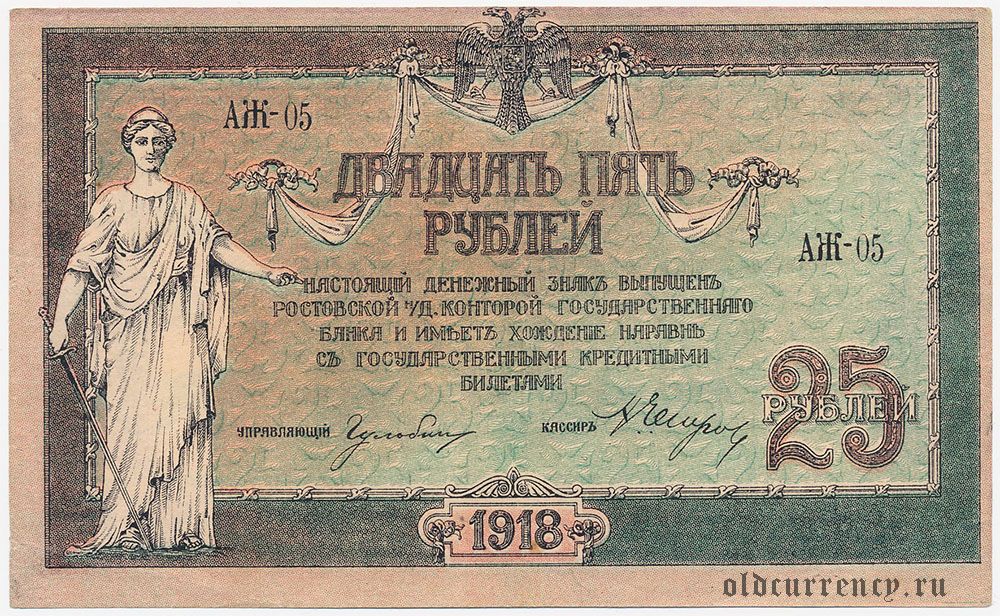 АЖ-05
ДВАДЦАТЬ ПЯТЬ
РУБЛЕЙ
АЖ-05
НАСТОЯЩІЙ ДЕНЕЖНЫЙ ЗНАКЪ ВЫПУЩЕНЪ
РОСТОВСКОЙ Н/Д. КОНТОРОЙ ГОСУДАРСТВЕННАГО
БАНКА И ИМѢЕТЪ ХОЖДЕНІЕ НАРАВНѢ
СЪ ГОСУДАРСТВЕННЫМИ КРЕДИТНЫМИ
БИЛЕТАМИ
25
РУБЛЕЙ
УПРАВЛЯЮЩІЙ
КАССИРЪ
1918
oldcurrency.ru